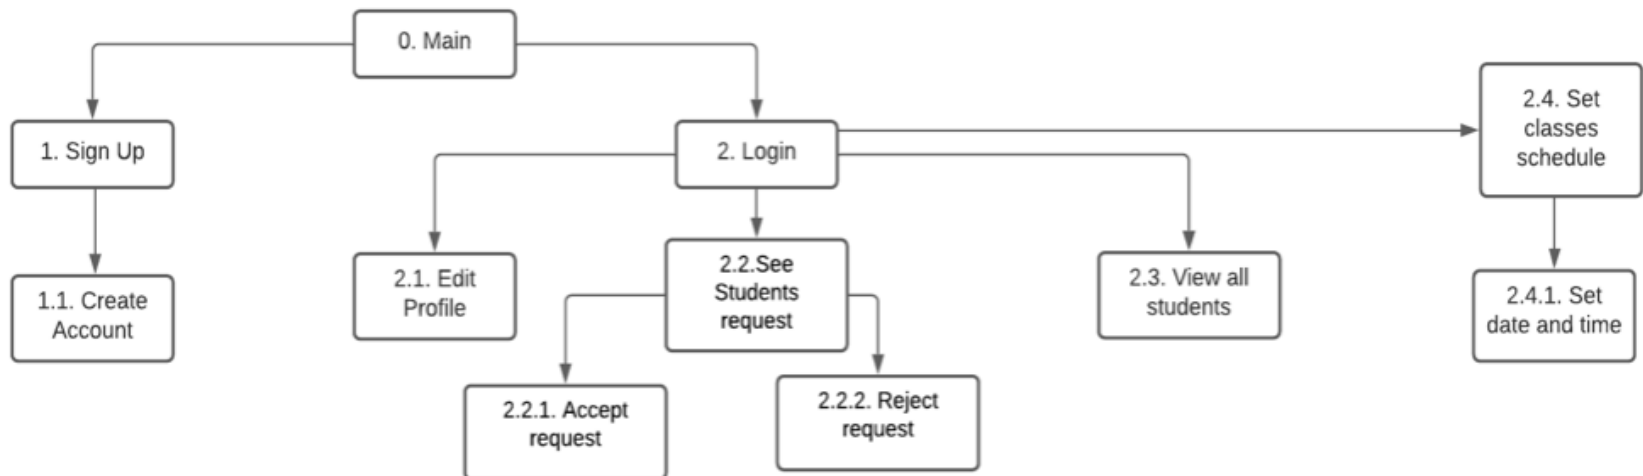 0. Main
1. Sign Up
2. Login
2.4. Set
classes
schedule
1.1. Create
Account
2.1. Edit
Profile
2.2.See
Students
request
2.3. View all
students
2.4.1. Set
date and time
2.2.1. Accept
request
2.2.2. Reject
request